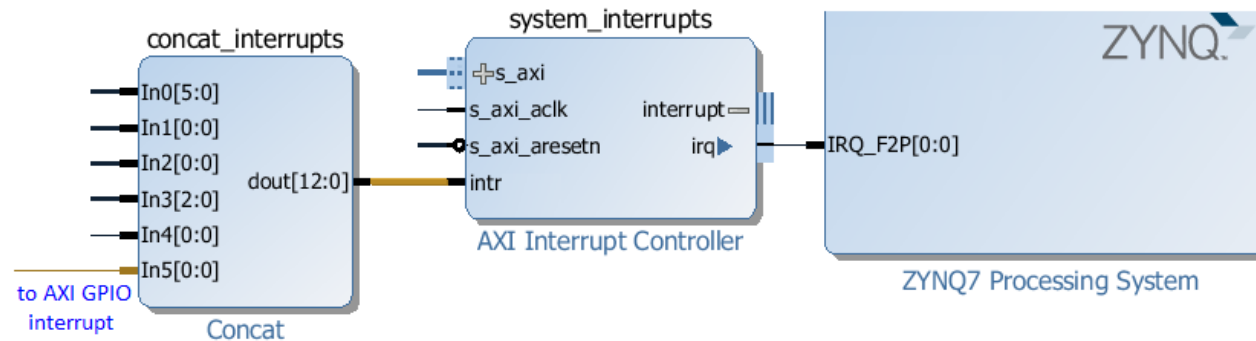 concat_interrupts
In0[5:0]
In1[0:0]
In2[0:0]
In3[2:0]
In4[0:0]
In5[0:0]
dout[12:0]
Concat
to AXI GPIO
interrupt
system_interrupts
s_axi
s_axi_aclk
s_axi_aresetn
intr
interrupt
irq
AXI Interrupt Controller
ZYNQ
IRQ_F2P[0:0]
ZYNQ7 Processing System